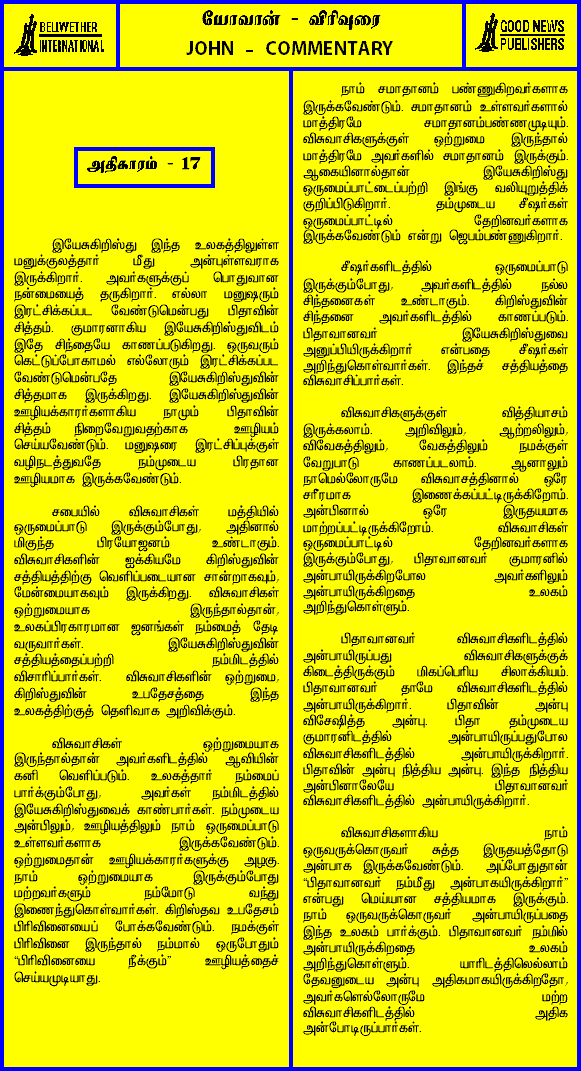 BELLWETHER
INTERNATIONAL
யோவான் - விரிவுரை
JOHN - COMMENTARY
GOOD NEWS
PUBLISHERS
அதிகாரம் - 17
இயேசுகிறிஸ்து இந்த உலகத்திலுள்ள
மனுக்குலத்தார் மீது அன்புள்ளவராக
இருக்கிறார். அவர்களுக்குப் பொதுவான
நன்மையைத் தருகிறார். எல்லா மனுஷரும்
இரட்சிக்கப்பட வேண்டுமென்பது பிதாவின்
சித்தம். குமாரனாகிய இயேசுகிறிஸ்துவிடம்
இதே சிந்தையே காணப்படுகிறது. ஒருவரும்
கெட்டுப்போகாமல் எல்லோரும் இரட்சிக்கப்பட
வேண்டுமென்பதே இயேசுகிறிஸ்துவின்
சித்தமாக இருக்கிறது. இயேசுகிறிஸ்துவின்
ஊழியக்காரர்களாகிய நாமும் பிதாவின்
சித்தம் நிறைவேறுவதற்காக ஊழியம்
செய்யவேண்டும். மனுஷரை இரட்சிப்புக்குள்
வழிநடத்துவதே நம்முடைய பிரதான
ஊழியமாக இருக்கவேண்டும்.
சபையில் விசுவாசிகள் மத்தியில்
ஒருமைப்பாடு இருக்கும்போது, அதினால்
மிகுந்த பிரயோஜனம் உண்டாகும்.
விசுவாசிகளின் ஐக்கியமே கிறிஸ்துவின்
சத்தியத்திற்கு வெளிப்படையான சான்றாகவும்,
மேன்மையாகவும் இருக்கிறது. விசுவாசிகள்
ஒற்றுமையாக இருந்தால்தான்,
உலகப்பிரகாரமான ஜனங்கள் நம்மைத் தேடி
வருவார்கள். இயேசுகிறிஸ்துவின்
சத்தியத்தைப்பற்றி நம்மிடத்தில்
விசாரிப்பார்கள். விசுவாசிகளின் ஒற்றுமை,
கிறிஸ்துவின் உபதேசத்தை இந்த
உலகத்திற்குத் தெளிவாக அறிவிக்கும்.
விசுவாசிகள் ஒற்றுமையாக
இருந்தால்தான் அவர்களிடத்தில் ஆவியின்
கனி வெளிப்படும். உலகத்தார் நம்மைப்
பார்க்கும்போது, அவர்கள் நம்மிடத்தில்
இயேசுகிறிஸ்துவைக் காண்பார்கள். நம்முடைய
அன்பிலும், ஊழியத்திலும் நாம் ஒருமைப்பாடு
உள்ளவர்களாக இருக்கவேண்டும்.
ஒற்றுமைதான் ஊழியக்காரர்களுக்கு அழகு.
நாம் ஒற்றுமையாக இருக்கும்போது
மற்றவர்களும் நம்மோடு வந்து
இணைந்துகொள்வார்கள். கிறிஸ்தவ உபதேசம்
பிரிவினையைப் போக்கவேண்டும். நமக்குள்
பிரிவினை இருந்தால் நம்மால் ஒருபோதும்
“பிரிவினையை நீக்கும்” ஊழியத்தைச்
செய்யமுடியாது.
நாம் சமாதானம் பண்ணுகிறவர்களாக
இருக்கவேண்டும். சமாதானம் உள்ளவர்களால்
மாத்திரமே சமாதானம்பண்ணமுடியும்.
விசுவாசிகளுக்குள் ஒற்றுமை இருந்தால்
மாத்திரமே அவர்களில் சமாதானம் இருக்கும்.
ஆகையினால்தான் இயேசுகிறிஸ்து
ஒருமைப்பாட்டைப்பற்றி இங்கு வலியுறுத்திக்
குறிப்பிடுகிறார். தம்முடைய சீஷர்கள்
ஒருமைப்பாட்டில் தேறினவர்களாக
இருக்கவேண்டும் என்று ஜெபம்பண்ணுகிறார்.
சீஷர்களிடத்தில் ஒருமைப்பாடு
இருக்கும்போது, அவர்களிடத்தில் நல்ல
சிந்தனைகள் உண்டாகும். கிறிஸ்துவின்
சிந்தனை அவர்களிடத்தில் காணப்படும்.
பிதாவானவர் இயேசுகிறிஸ்துவை
அனுப்பியிருக்கிறார் என்பதை சீஷர்கள்
அறிந்துகொள்வார்கள். இந்தச் சத்தியத்தை
விசுவாசிப்பார்கள்.
விசுவாசிகளுக்குள் வித்தியாசம்
இருக்கலாம். அறிவிலும், ஆற்றலிலும்,
விவேகத்திலும், வேகத்திலும் நமக்குள்
வேறுபாடு காணப்படலாம். ஆனாலும்
நாமெல்லோருமே விசுவாசத்தினால் ஒரே
சரீரமாக இணைக்கப்பட்டிருக்கிறோம்.
அன்பினால் ஒரே இருதயமாக
மாற்றப்பட்டிருக்கிறோம். விசுவாசிகள்
ஒருமைப்பாட்டில் தேறினவர்களாக
இருக்கும்போது, பிதாவானவர் குமாரனில்
அன்பாயிருக்கிறபோல அவர்களிலும்
அன்பாயிருக்கிறதை உலகம்
அறிந்துகொள்ளும்.
பிதாவானவர் விசுவாசிகளிடத்தில்
அன்பாயிருப்பது விசுவாசிகளுக்குக்
கிடைத்திருக்கும் மிகப்பெரிய சிலாக்கியம்.
பிதாவானவர் தாமே விசுவாசிகளிடத்தில்
அன்பாயிருக்கிறார். பிதாவின் அன்பு
விசேஷித்த அன்பு. பிதா தம்முடைய
குமாரனிடத்தில் அன்பாயிருப்பதுபோல
விசுவாசிகளிடத்தில் அன்பாயிருக்கிறார்.
பிதாவின் அன்பு நித்திய அன்பு. இந்த நித்திய
அன்பினாலேயே பிதாவானவர்
விசுவாசிகளிடத்தில் அன்பாயிருக்கிறார்.
விசுவாசிகளாகிய நாம்
ஒருவருக்கொருவர் சுத்த இருதயத்தோடு
அன்பாக இருக்கவேண்டும். அப்போதுதான்
“பிதாவானவர் நம்மீது அன்பாகயிருக்கிறார்”
என்பது மெய்யான சத்தியமாக இருக்கும்.
நாம் ஒருவருக்கொருவர் அன்பாயிருப்பதை
இந்த உலகம் பார்க்கும். பிதாவானவர் நம்மில்
அன்பாயிருக்கிறதை உலகம்
அறிந்துகொள்ளும். யாரிடத்திலெல்லாம்
தேவனுடைய அன்பு அதிகமாகயிருக்கிறதோ,
அவர்களெல்லோருமே மற்ற
விசுவாசிகளிடத்தில் அதிக
அன்போடிருப்பார்கள்.